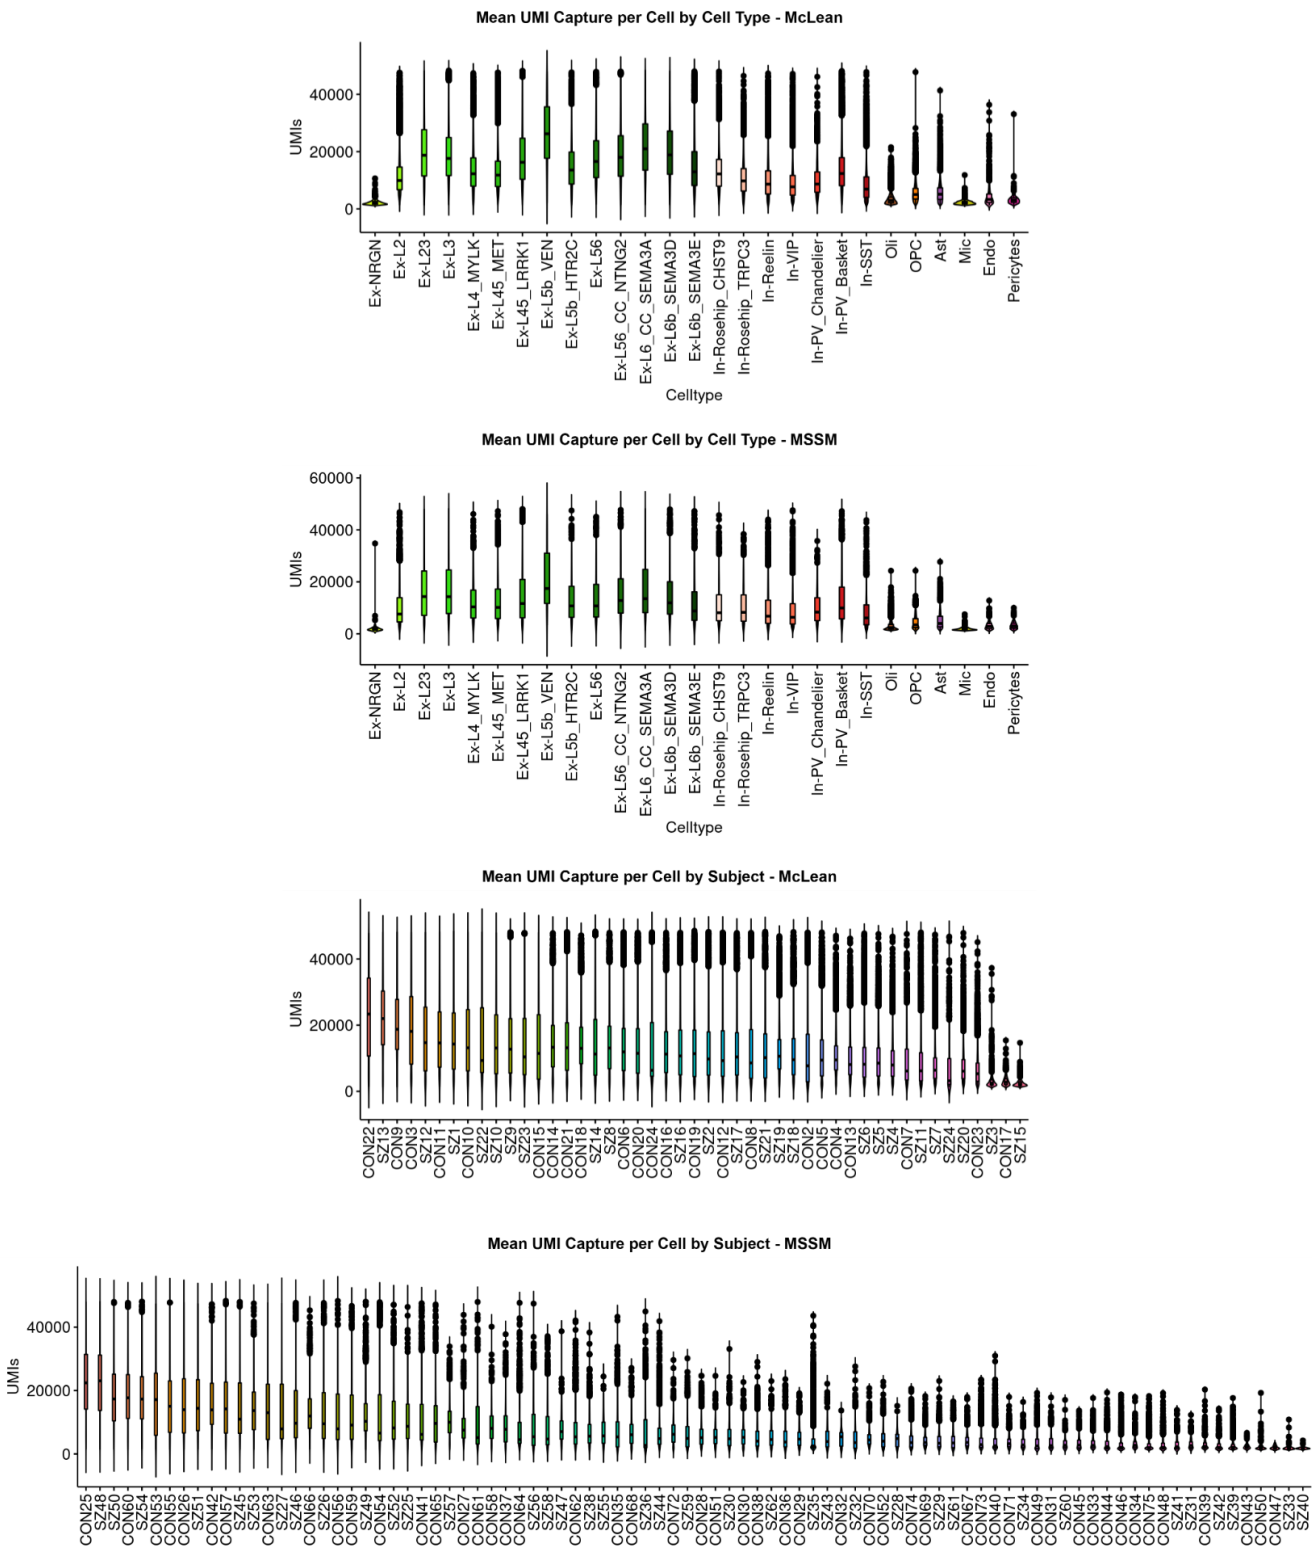 Mean UMI Capture per Cell by Cell Type - McLean
UMIs
40000
20000
0
Ex-NRGN
Ex-L2
Ex-L23
Ex-L3
Ex-L4_MYLK
Ex-L45_MET
Ex-L45_LRRK1
Ex-L5b_VEN
Ex-L5b_HTR2C
Ex-L56
Ex-L56_CC_NTNG2
Ex-L6_CC_SEMA3A
Ex-L6b_SEMA3D
Ex-L6b_SEMA3E
In-Rosehip_CHST9
In-Rosehip_TRPC3
In-Reelin
In-VIP
In-PV_Chandelier
In-PV_Basket
In-SST
Oli
OPC
Ast
Mic
Endo
Pericytes
Celltype
Mean UMI Capture per Cell by Cell Type - MSSM
UMIs
60000
40000
20000
0
Ex-NRGN
Ex-L2
Ex-L23
Ex-L3
Ex-L4_MYLK
Ex-L45_MET
Ex-L45_LRRK1
Ex-L5b_VEN
Ex-L5b_HTR2C
Ex-L56
Ex-L56_CC_NTNG2
Ex-L6_CC_SEMA3A
Ex-L6b_SEMA3D
Ex-L6b_SEMA3E
In-Rosehip_CHST9
In-Rosehip_TRPC3
In-Reelin
In-VIP
In-PV_Chandelier
In-PV_Basket
In-SST
Oli
OPC
Ast
Mic
Endo
Pericytes
Celltype
Mean UMI Capture per Cell by Subject - McLean
UMIs
40000
20000
0
CON22
SZ13
CON9
CON3
SZ12
CON11
SZ1
CON10
SZ22
SZ10
SZ9
SZ23
CON15
CON14
CON21
CON18
SZ14
SZ8
CON6
CON20
CON24
CON16
SZ16
CON19
SZ2
CON12
SZ17
CON8
SZ21
SZ19
SZ18
CON2
CON5
CON4
CON13
SZ6
SZ5
SZ4
CON7
SZ11
SZ7
SZ24
SZ20
CON23
SZ3
CON17
SZ15
Mean UMI Capture per Cell by Subject - MSSM
UMIs
40000
20000
0
CON25
SZ48
SZ50
CON60
SZ54
CON53
CON55
CON26
SZ51
CON42
CON57
SZ45
SZ53
CON63
SZ27
SZ46
CON66
SZ26
CON56
CON59
SZ49
CON54
SZ52
SZ25
CON41
CON65
SZ57
CON27
CON61
CON58
CON37
CON64
SZ56
SZ58
SZ47
CON62
SZ38
SZ55
CON35
CON68
SZ36
SZ44
CON72
SZ59
CON28
CON51
SZ30
CON30
CON38
SZ62
CON36
CON29
SZ35
SZ43
CON32
SZ32
CON70
CON52
SZ28
CON74
CON69
SZ29
SZ61
CON67
CON73
CON40
CON71
SZ34
CON49
CON31
SZ60
CON45
CON33
CON44
CON46
CON34
CON75
CON48
SZ41
SZ31
CON39
SZ42
SZ39
CON43
CON50
CON47
SZ33
SZ40